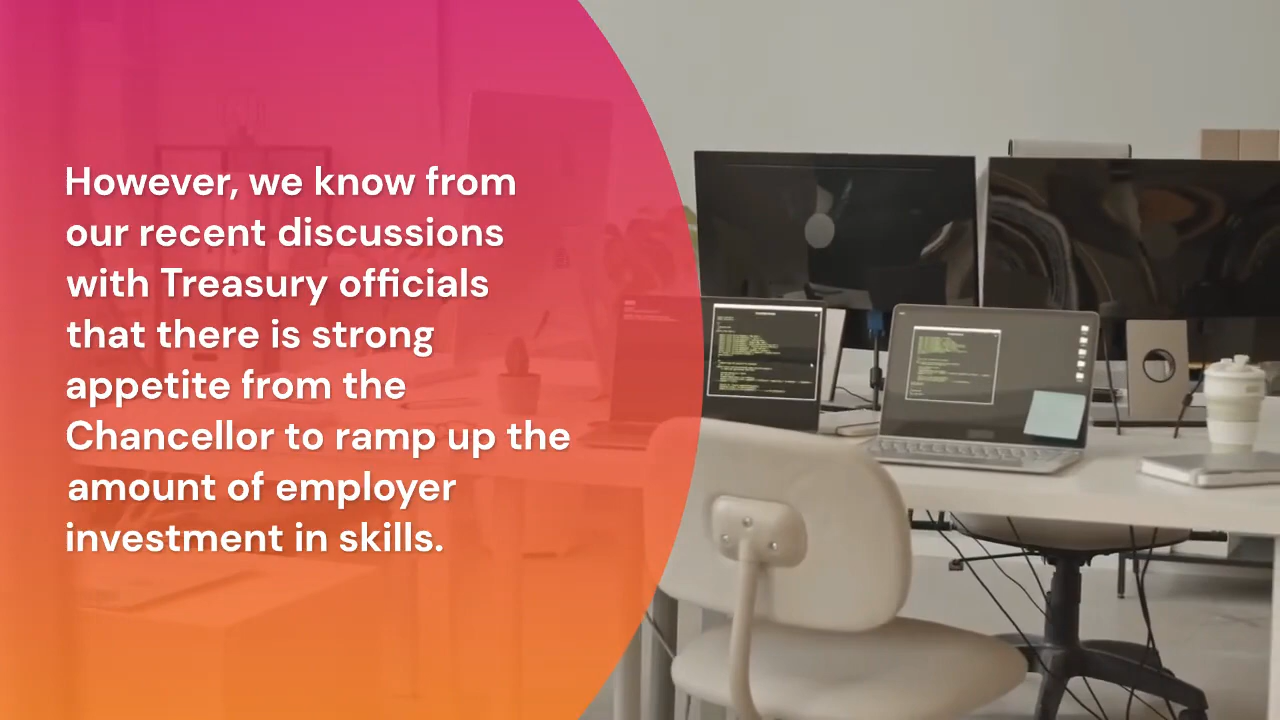 However, we know from
our recent discussions
with Treasury officials
that there is strong
appetite from the
Chancellor to ramp up the
amount of employer
investment in skills.